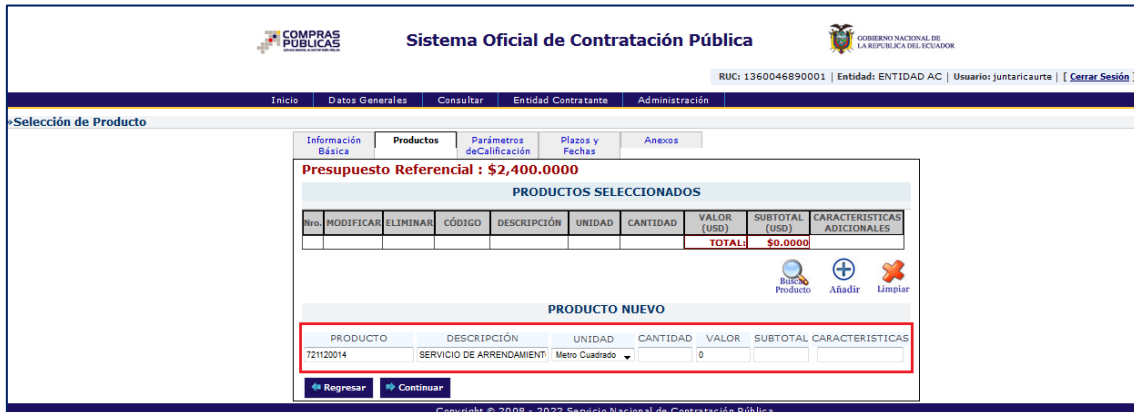 COMPRAS
PÚBLICAS
Sistema Oficial de Contratación Pública
GOBIERNO NACIONAL DE
LA REPUBLICA DEL ECUADOR
RUC: 1360046890001 | Entidad: ENTIDAD AC | Usuario: juntaricaurte | [ Cerrar Sesión ]
Inicio Datos Generales Consultar Entidad Contratante Administración
»Selección de Producto
Información Básica Productos Parámetros deCalificación Plazos y Fechas Anexos
Presupuesto Referencial : $2,400.0000
PRODUCTOS SELECCIONADOS
Nro. MODIFICAR ELIMINAR CÓDIGO DESCRIPCIÓN UNIDAD CANTIDAD VALOR (USD) SUBTOTAL (USD) CARACTERISTICAS ADICIONALES
TOTAL: $0.0000
Buscar Producto Añadir Limpiar
PRODUCTO NUEVO
PRODUCTO DESCRIPCIÓN UNIDAD CANTIDAD VALOR SUBTOTAL CARACTERISTICAS
721120014 SERVICIO DE ARRENDAMIENT Metro Cuadrado 0
Regresar Continuar
Copyright © 2008 - 2022 Servicio Nacional de Contratación Pública